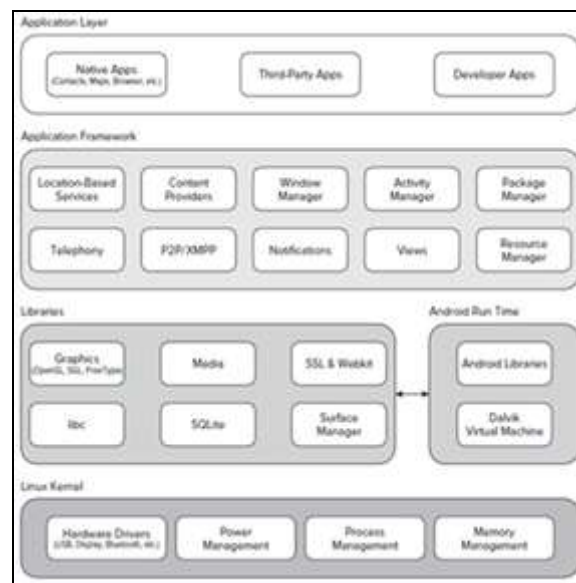 Application Layer
Native Apps
(Contacts, Maps, Browser, etc.)
Third-Party Apps
Developer Apps
Application Framework
Location-Based
Services
Content
Providers
Window
Manager
Activity
Manager
Package
Manager
Telephony
P2P/XMPP
Notifications
Views
Resource
Manager
Libraries
Graphics
(OpenGL, SGL, FreeType)
Media
SSL & Webkit
libc
SQLite
Surface
Manager
Android Run Time
Android Libraries
Dalvik
Virtual Machine
Linux Kernel
Hardware Drivers
(USB, Display, Bluetooth, etc.)
Power
Management
Process
Management
Memory
Management